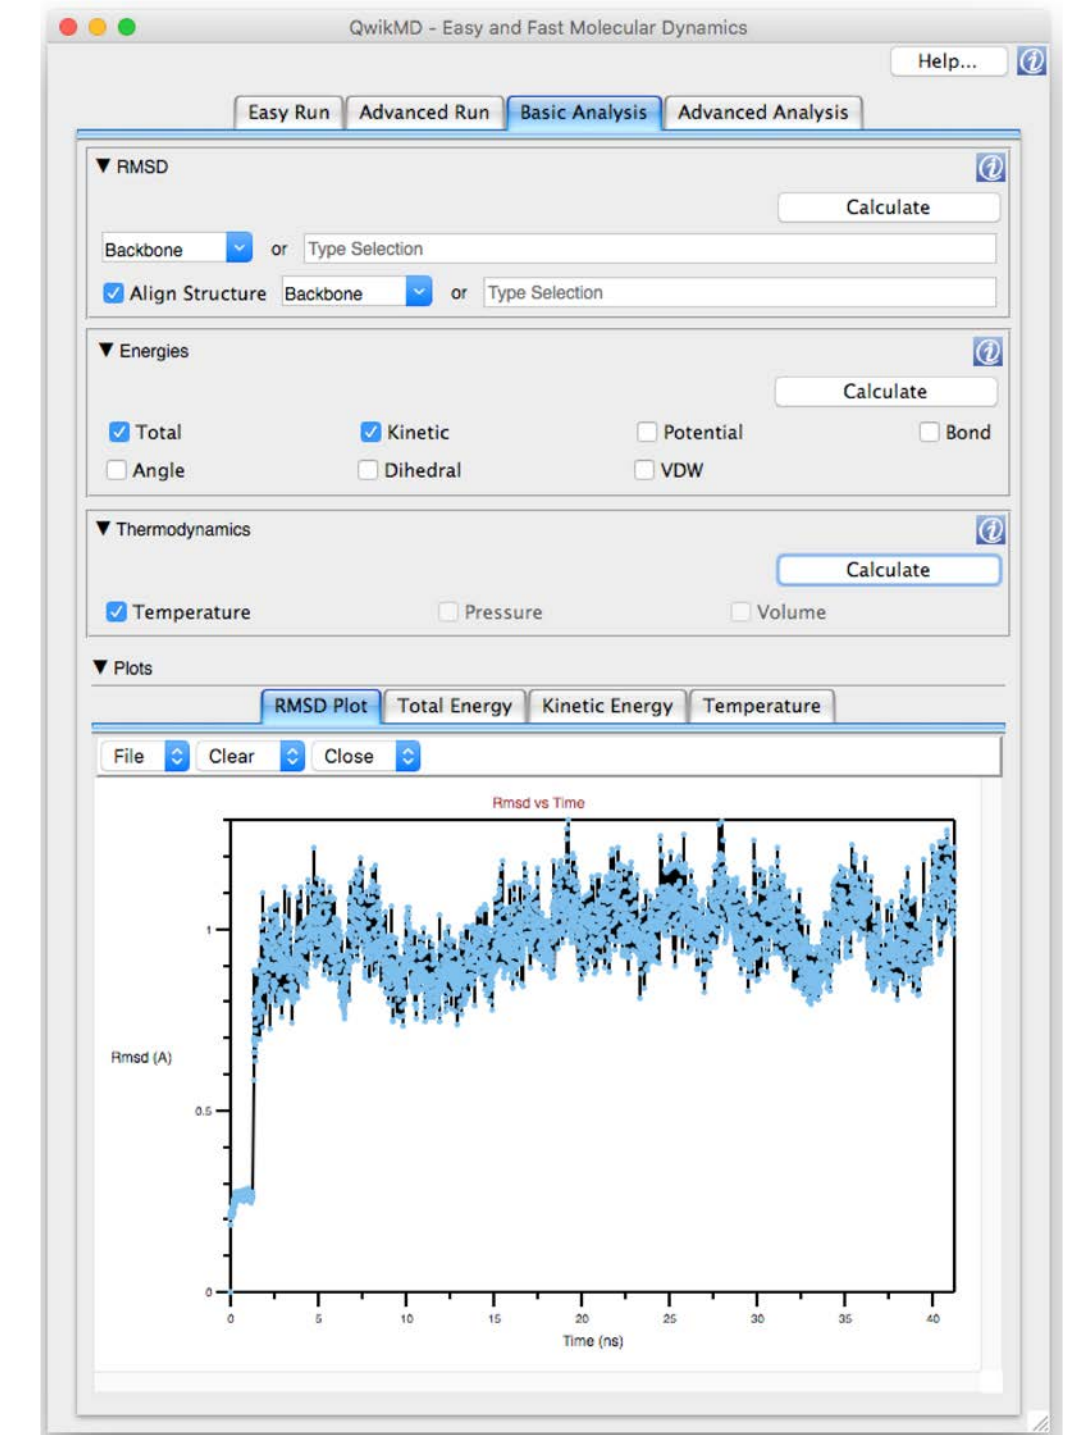 QwikMD - Easy and Fast Molecular Dynamics
Help...
Easy Run Advanced Run Basic Analysis Advanced Analysis
RMSD
Calculate
Backbone or Type Selection
Align Structure Backbone or Type Selection
Energies
Calculate
Total Kinetic Potential Bond
Angle Dihedral VDW
Thermodynamics
Calculate
Temperature Pressure Volume
Plots
RMSD Plot Total Energy Kinetic Energy Temperature
File Clear Close
Rmsd vs Time
1
Rmsd (A)
0.5
0
0 5 10 15 20 25 30 35 40
Time (ns)